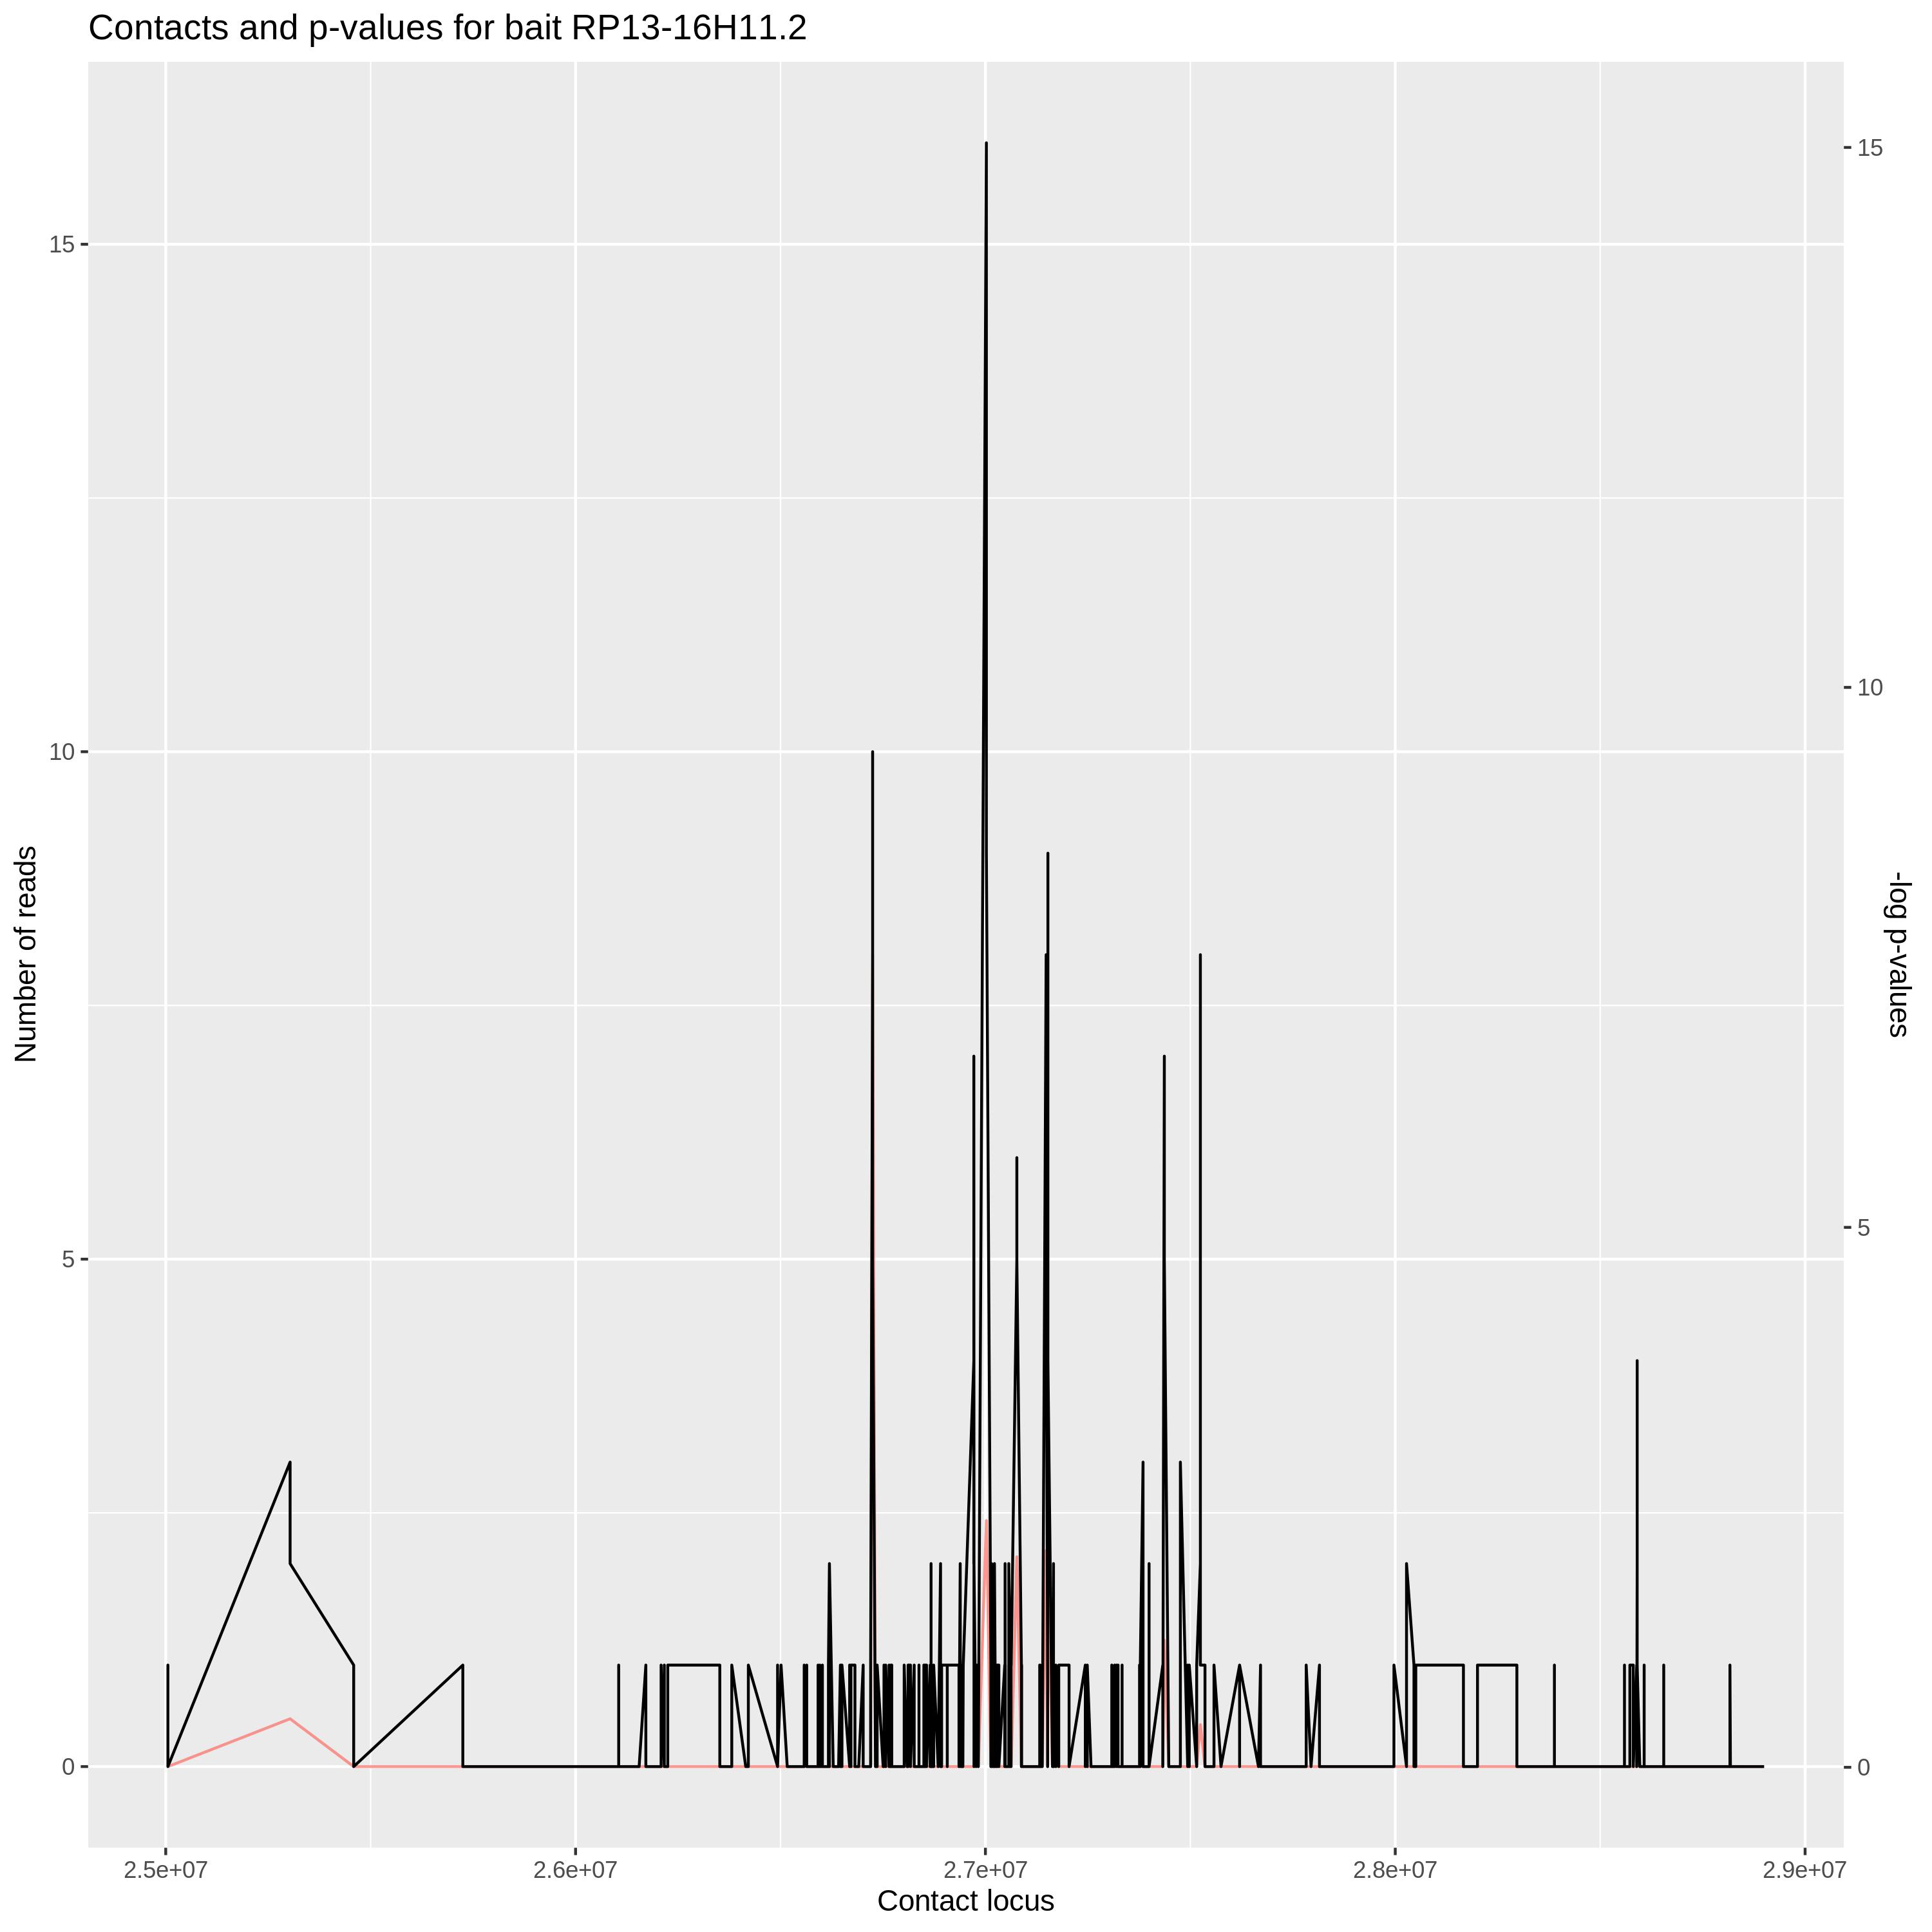 Contacts and p-values for bait RP13-16H11.2
15
10
5
0
Number of reads
15
10
5
0
-log p-values
2.5e+07
2.6e+07
2.7e+07
2.8e+07
2.9e+07
Contact locus